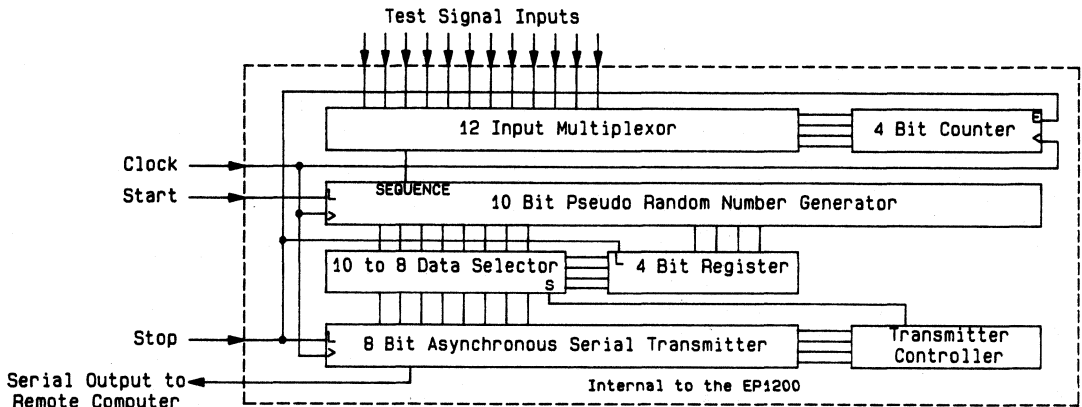 Test Signal Inputs
12 Input Multiplexor
4 Bit Counter
E
Clock
Start
L
SEQUENCE
10 Bit Pseudo Random Number Generator
10 to 8 Data Selector
S
L
4 Bit Register
Stop
L
8 Bit Asynchronous Serial Transmitter
Transmitter
Controller
Serial Output to
Remote Computer
Internal to the EP1200